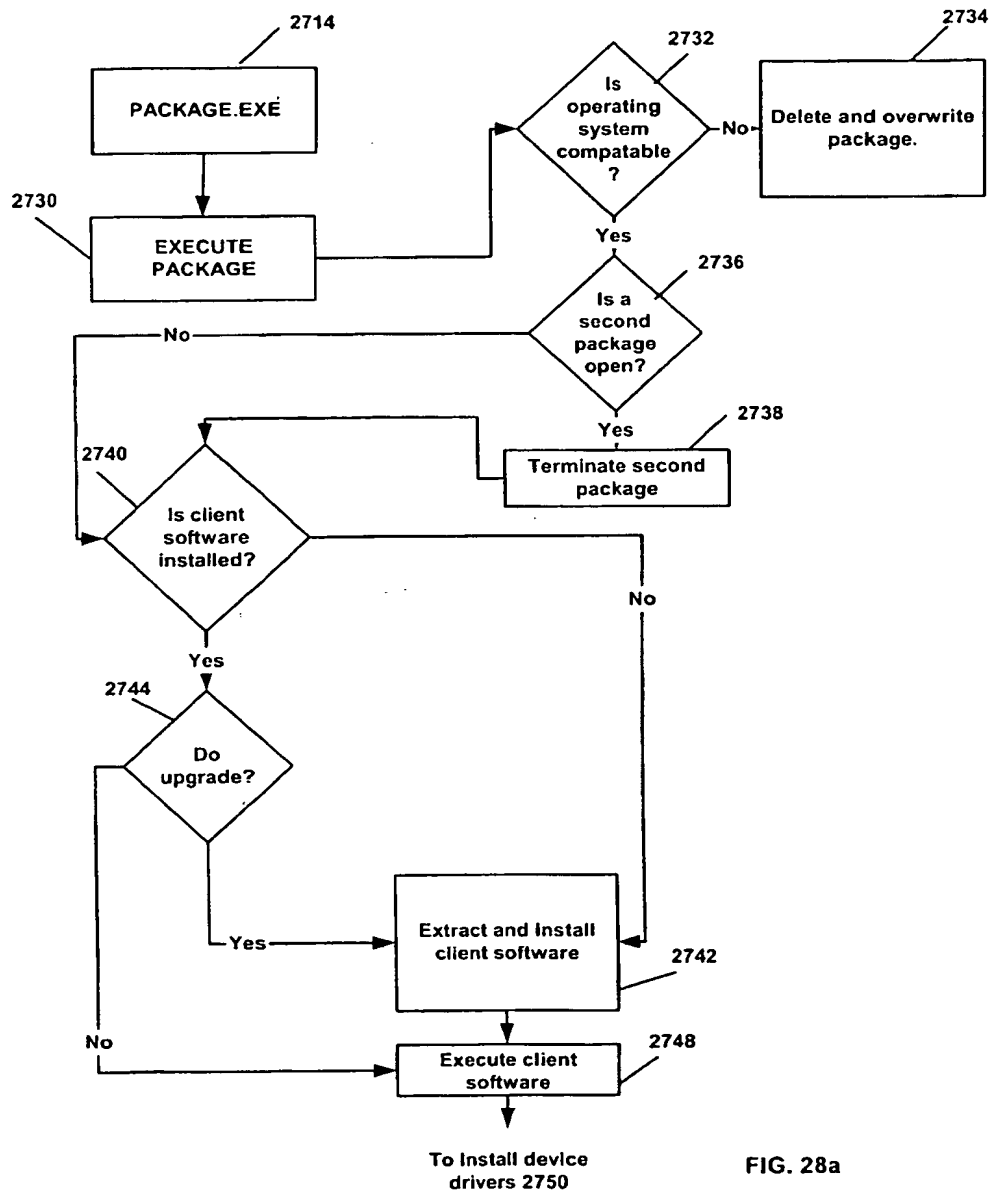 2714
PACKAGE.EXE
2730
EXECUTE
PACKAGE
2732
Is
operating
system
compatable
?
No
2734
Delete and overwrite
package.
Yes
2736
Is a
second
package
open?
No
Yes
2738
Terminate second
package
2740
Is client
software
installed?
No
Yes
2744
Do
upgrade?
Yes
Extract and Install
client software
2742
No
Execute client
software
2748
To Install device
drivers 2750
FIG. 28a